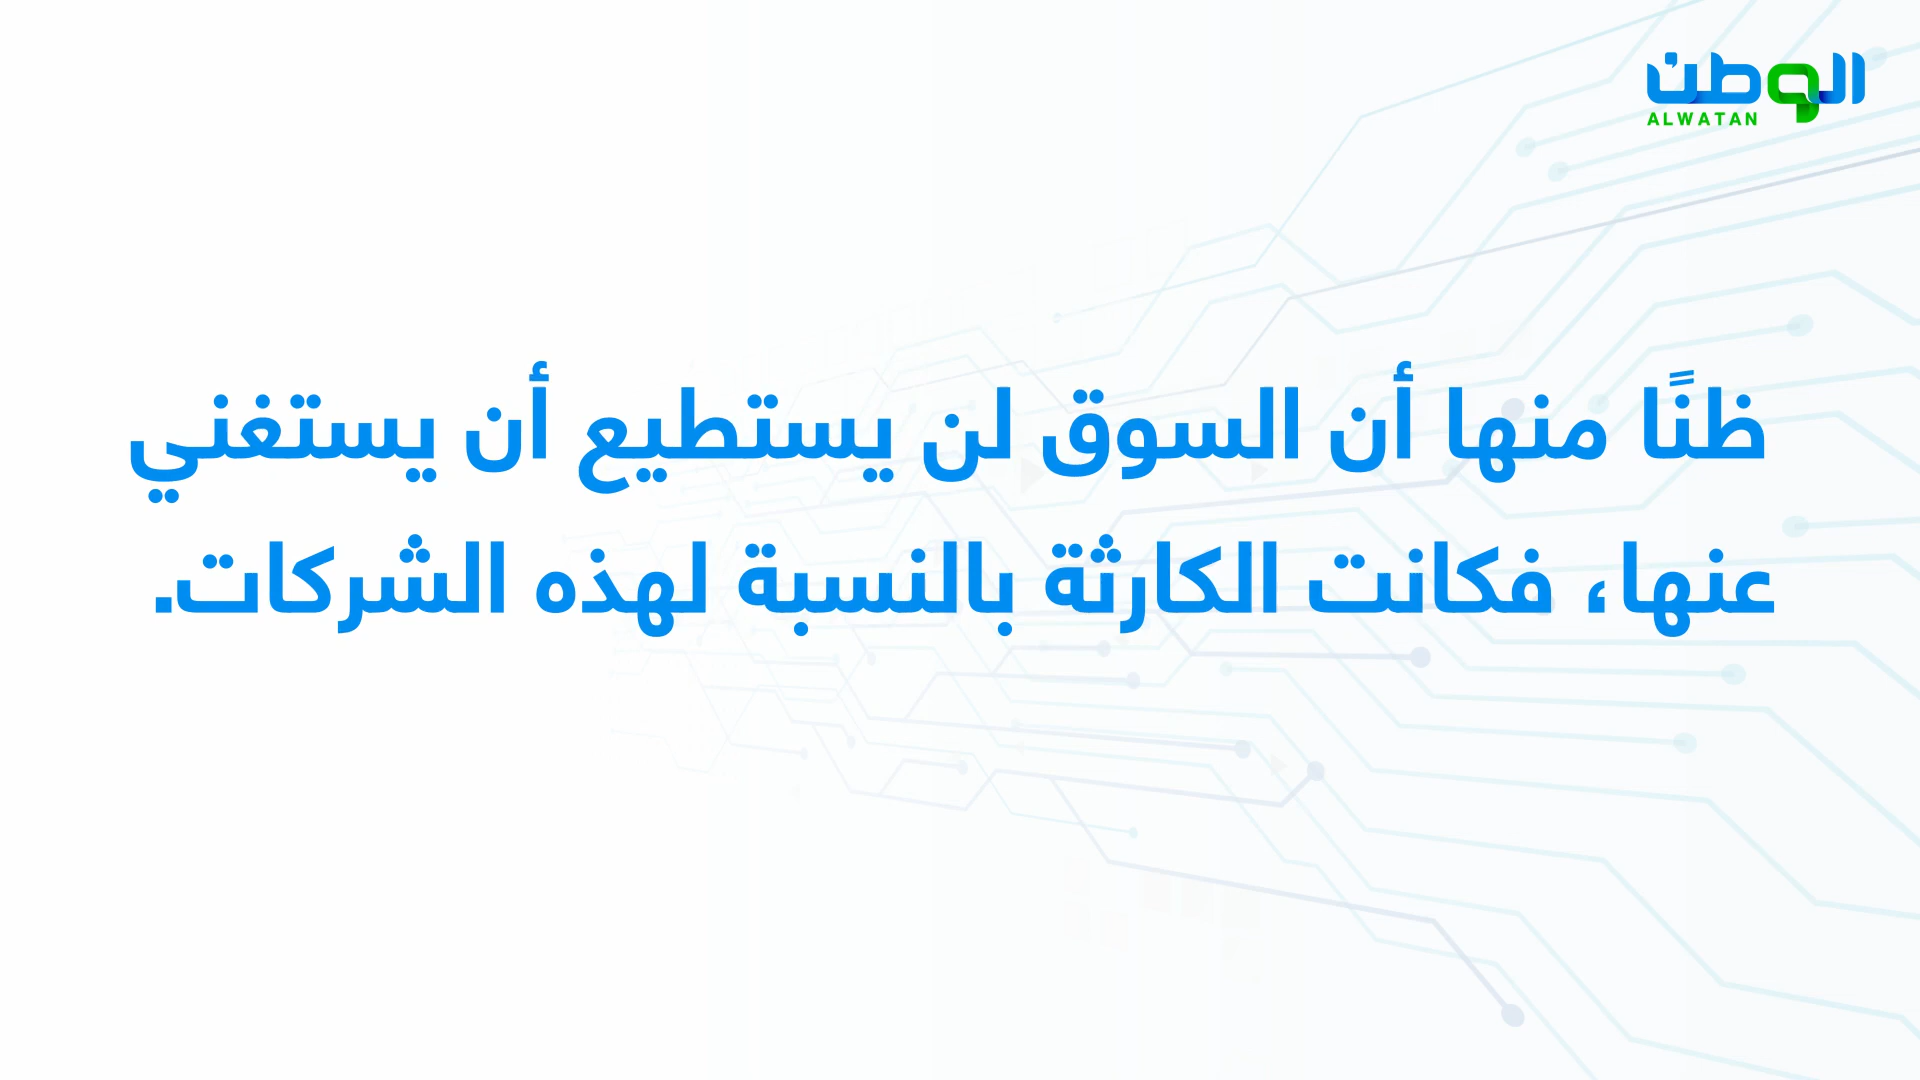 الوطن
ALWATAN
ظنًا منها أن السوق لن يستطيع أن يستغني
عنها، فكانت الكارثة بالنسبة لهذه الشركات.